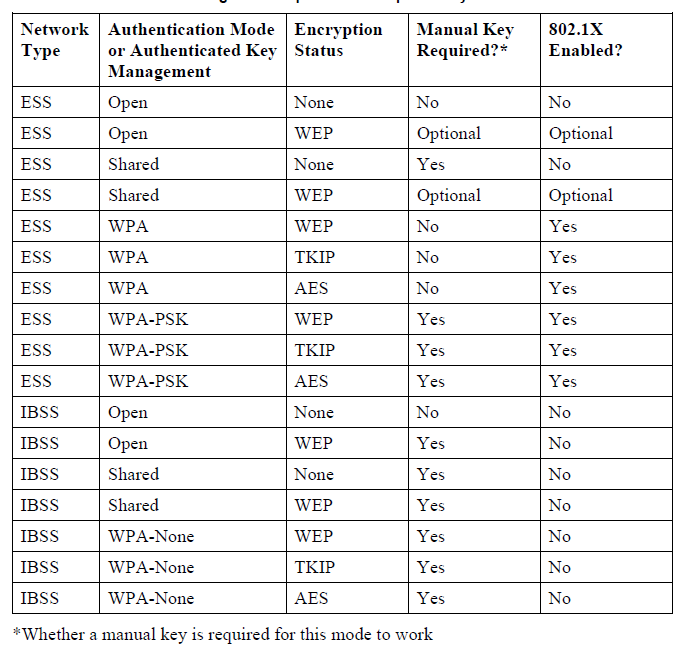 Network Type | Authentication Mode or Authenticated Key Management | Encryption Status | Manual Key Required?* | 802.1X Enabled?
ESS | Open | None | No | No
ESS | Open | WEP | Optional | Optional
ESS | Shared | None | Yes | No
ESS | Shared | WEP | Optional | Optional
ESS | WPA | WEP | No | Yes
ESS | WPA | TKIP | No | Yes
ESS | WPA | AES | No | Yes
ESS | WPA-PSK | WEP | Yes | Yes
ESS | WPA-PSK | TKIP | Yes | Yes
ESS | WPA-PSK | AES | Yes | Yes
IBSS | Open | None | No | No
IBSS | Open | WEP | Yes | No
IBSS | Shared | None | Yes | No
IBSS | Shared | WEP | Yes | No
IBSS | WPA-None | WEP | Yes | No
IBSS | WPA-None | TKIP | Yes | No
IBSS | WPA-None | AES | Yes | No
*Whether a manual key is required for this mode to work